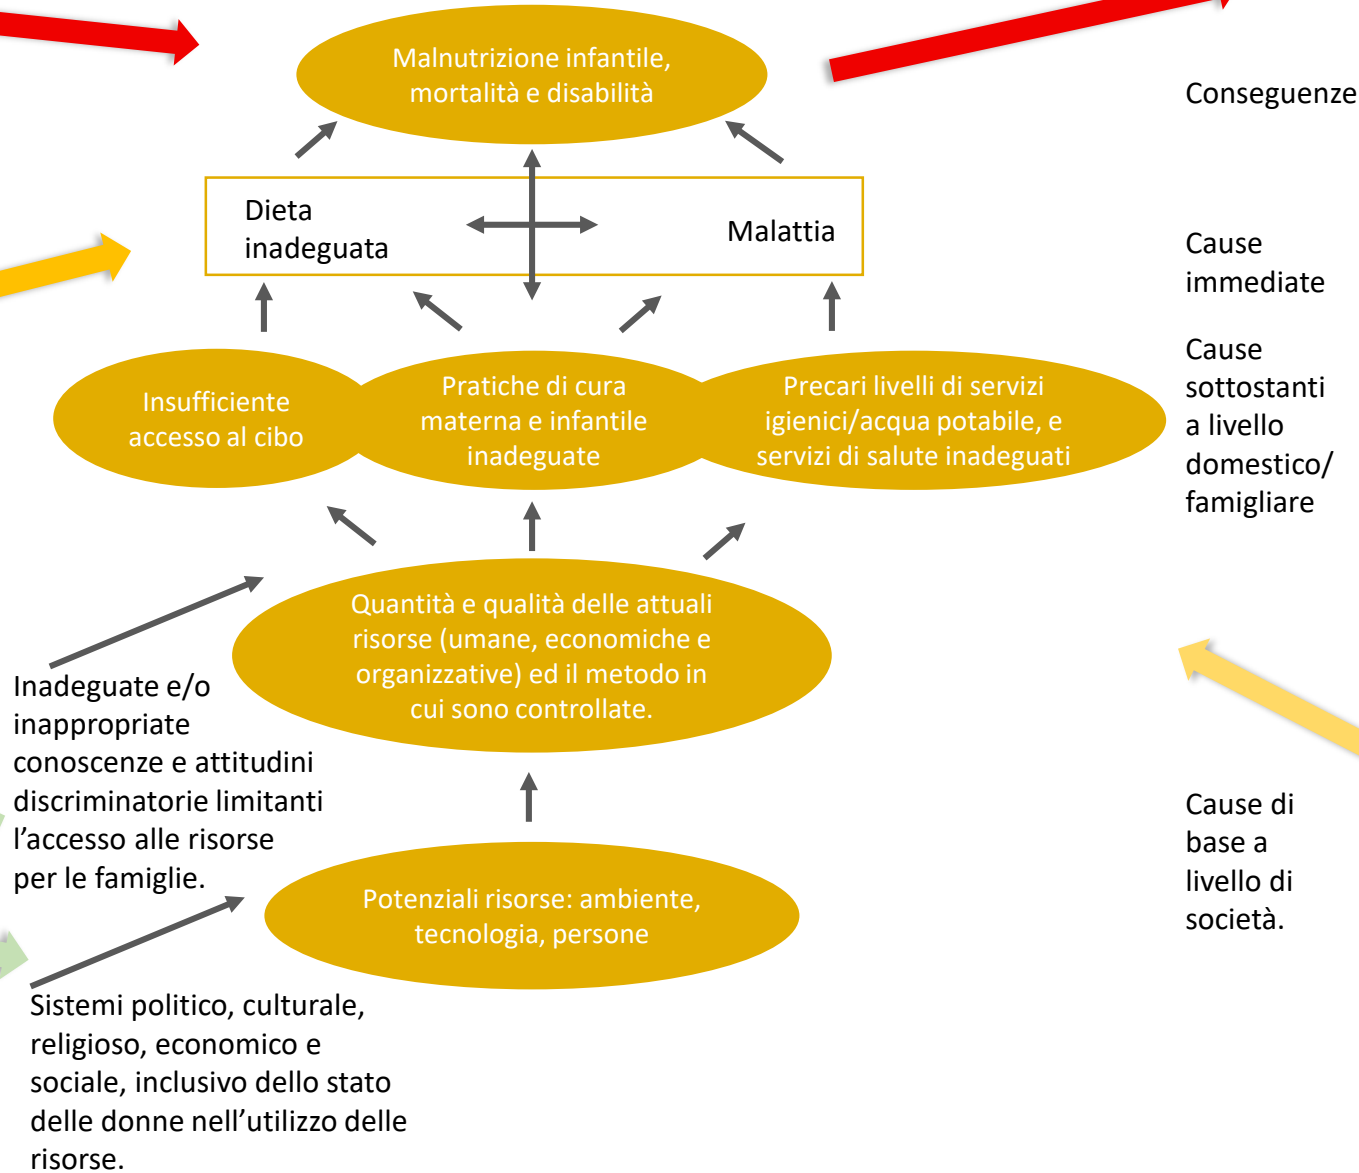 Malnutrizione infantile,
mortalità e disabilità
Conseguenze
Dieta
inadeguata
Malattia
Cause
immediate
Insufficiente
accesso al cibo
Pratiche di cura
materna e infantile
inadeguate
Precari livelli di servizi
igienici/acqua potabile, e
servizi di salute inadeguati
Cause
sottostanti
a livello
domestico/
famigliare
Quantità e qualità delle attuali
risorse (umane, economiche e
organizzative) ed il metodo in
cui sono controllate.
Inadeguate e/o
inappropriate
conoscenze e attitudini
discriminatorie limitanti
l’accesso alle risorse
per le famiglie.
Cause di
base a
livello di
società.
Potenziali risorse: ambiente,
tecnologia, persone
Sistemi politico, culturale,
religioso, economico e
sociale, inclusivo dello stato
delle donne nell’utilizzo delle
risorse.